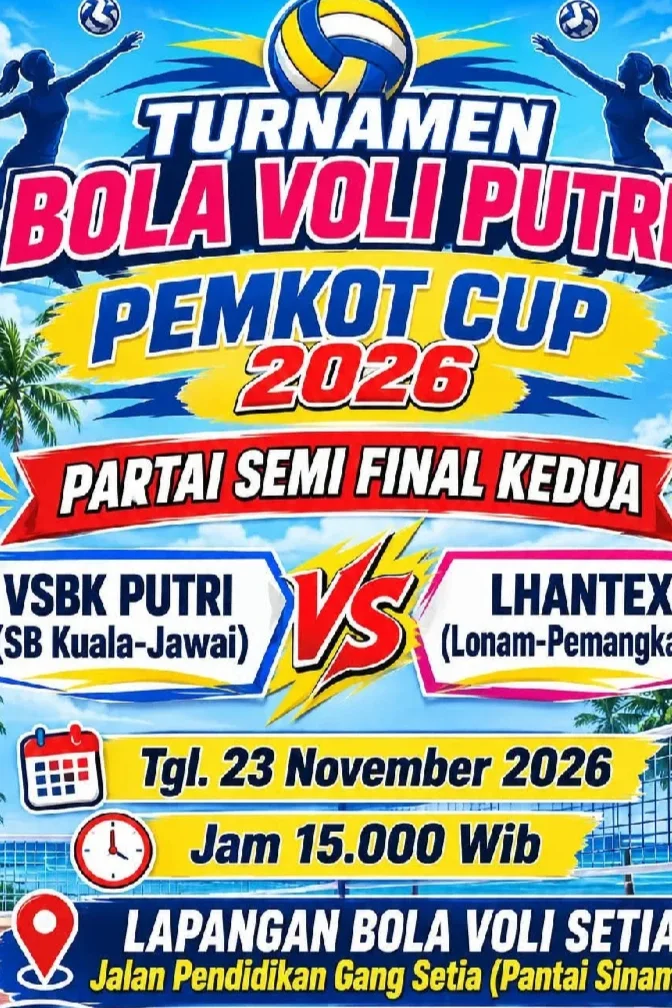 TURNAMEN
BOLA VOLI PUTRI
PEMKOT CUP
2026
PARTAI SEMI FINAL KEDUA
VSBK PUTRI
(SB Kuala-Jawai)
VS
LHANTEX
(Lonam-Pemangka
Tgl. 23 November 2026
Jam 15.000 Wib
LAPANGAN BOLA VOLI SETIA
Jalan Pendidikan Gang Setia (Pantai Sinam